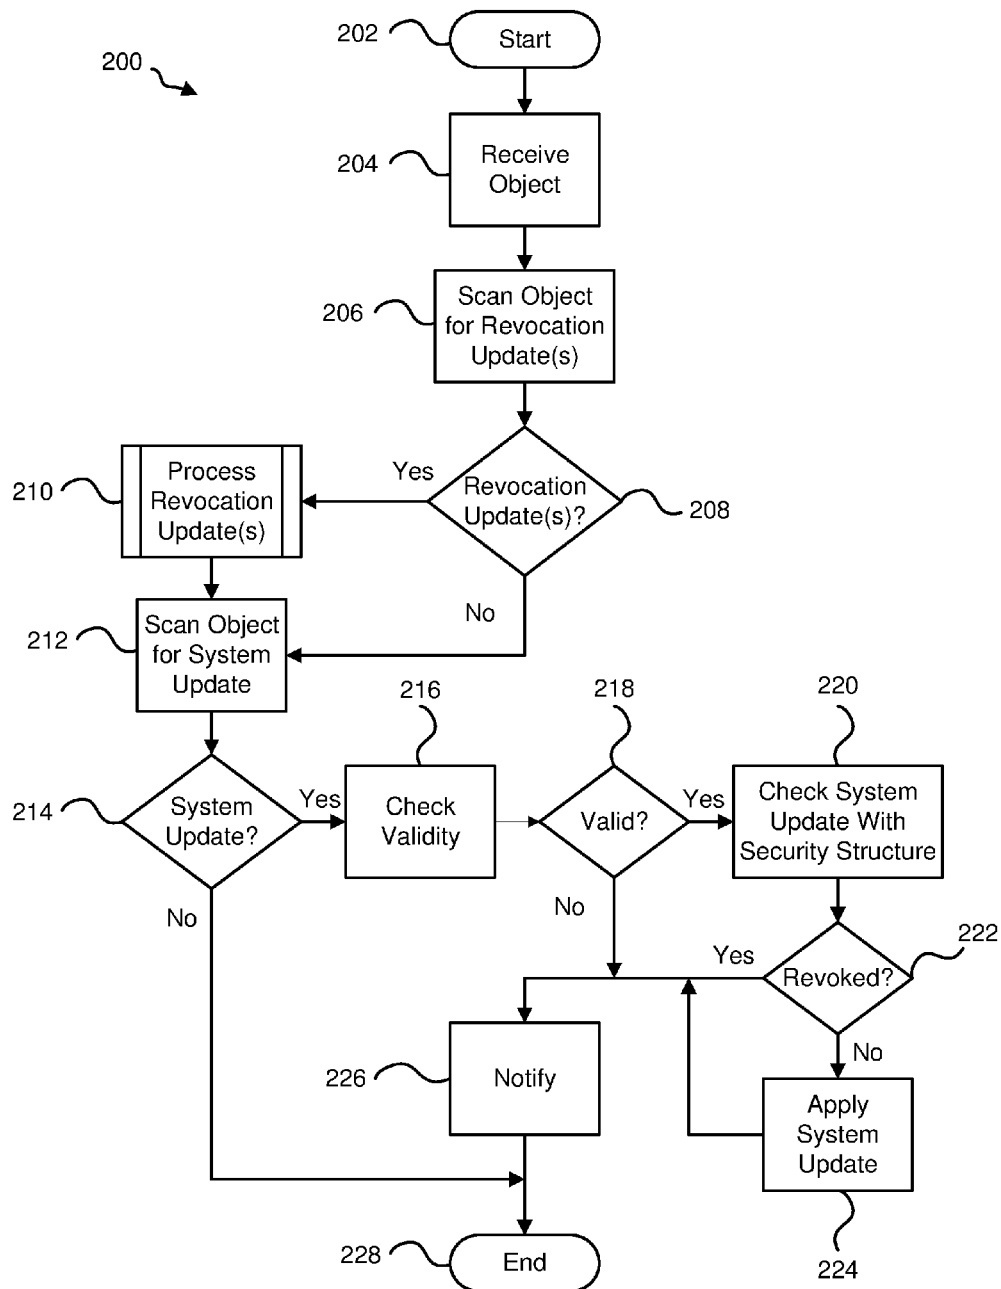 202
Start
200
204
Receive
Object
206
Scan Object
for Revocation
Update(s)
210
Process
Revocation
Update(s)
Yes
Revocation
Update(s)?
208
No
212
Scan Object
for System
Update
214
System
Update?
Yes
216
Check
Validity
218
Valid?
Yes
220
Check System
Update With
Security Structure
No
No
Yes
Revoked?
222
No
226
Notify
Apply
System
Update
224
228
End